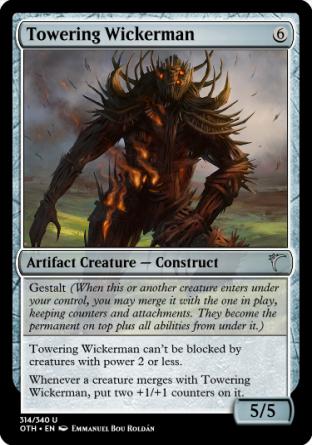 Towering Wickerman 6
Artifact Creature — Construct
Gestalt (When this or another creature enters under
your control, you may merge it with the one in play,
keeping counters and attachments. They become the
permanent on top plus all abilities from under it.)
Towering Wickerman can't be blocked by
creatures with power 2 or less.
Whenever a creature merges with Towering
Wickerman, put two +1/+1 counters on it.
5/5
314/340 U
OTH • EN Emmanuel Bou Roldán